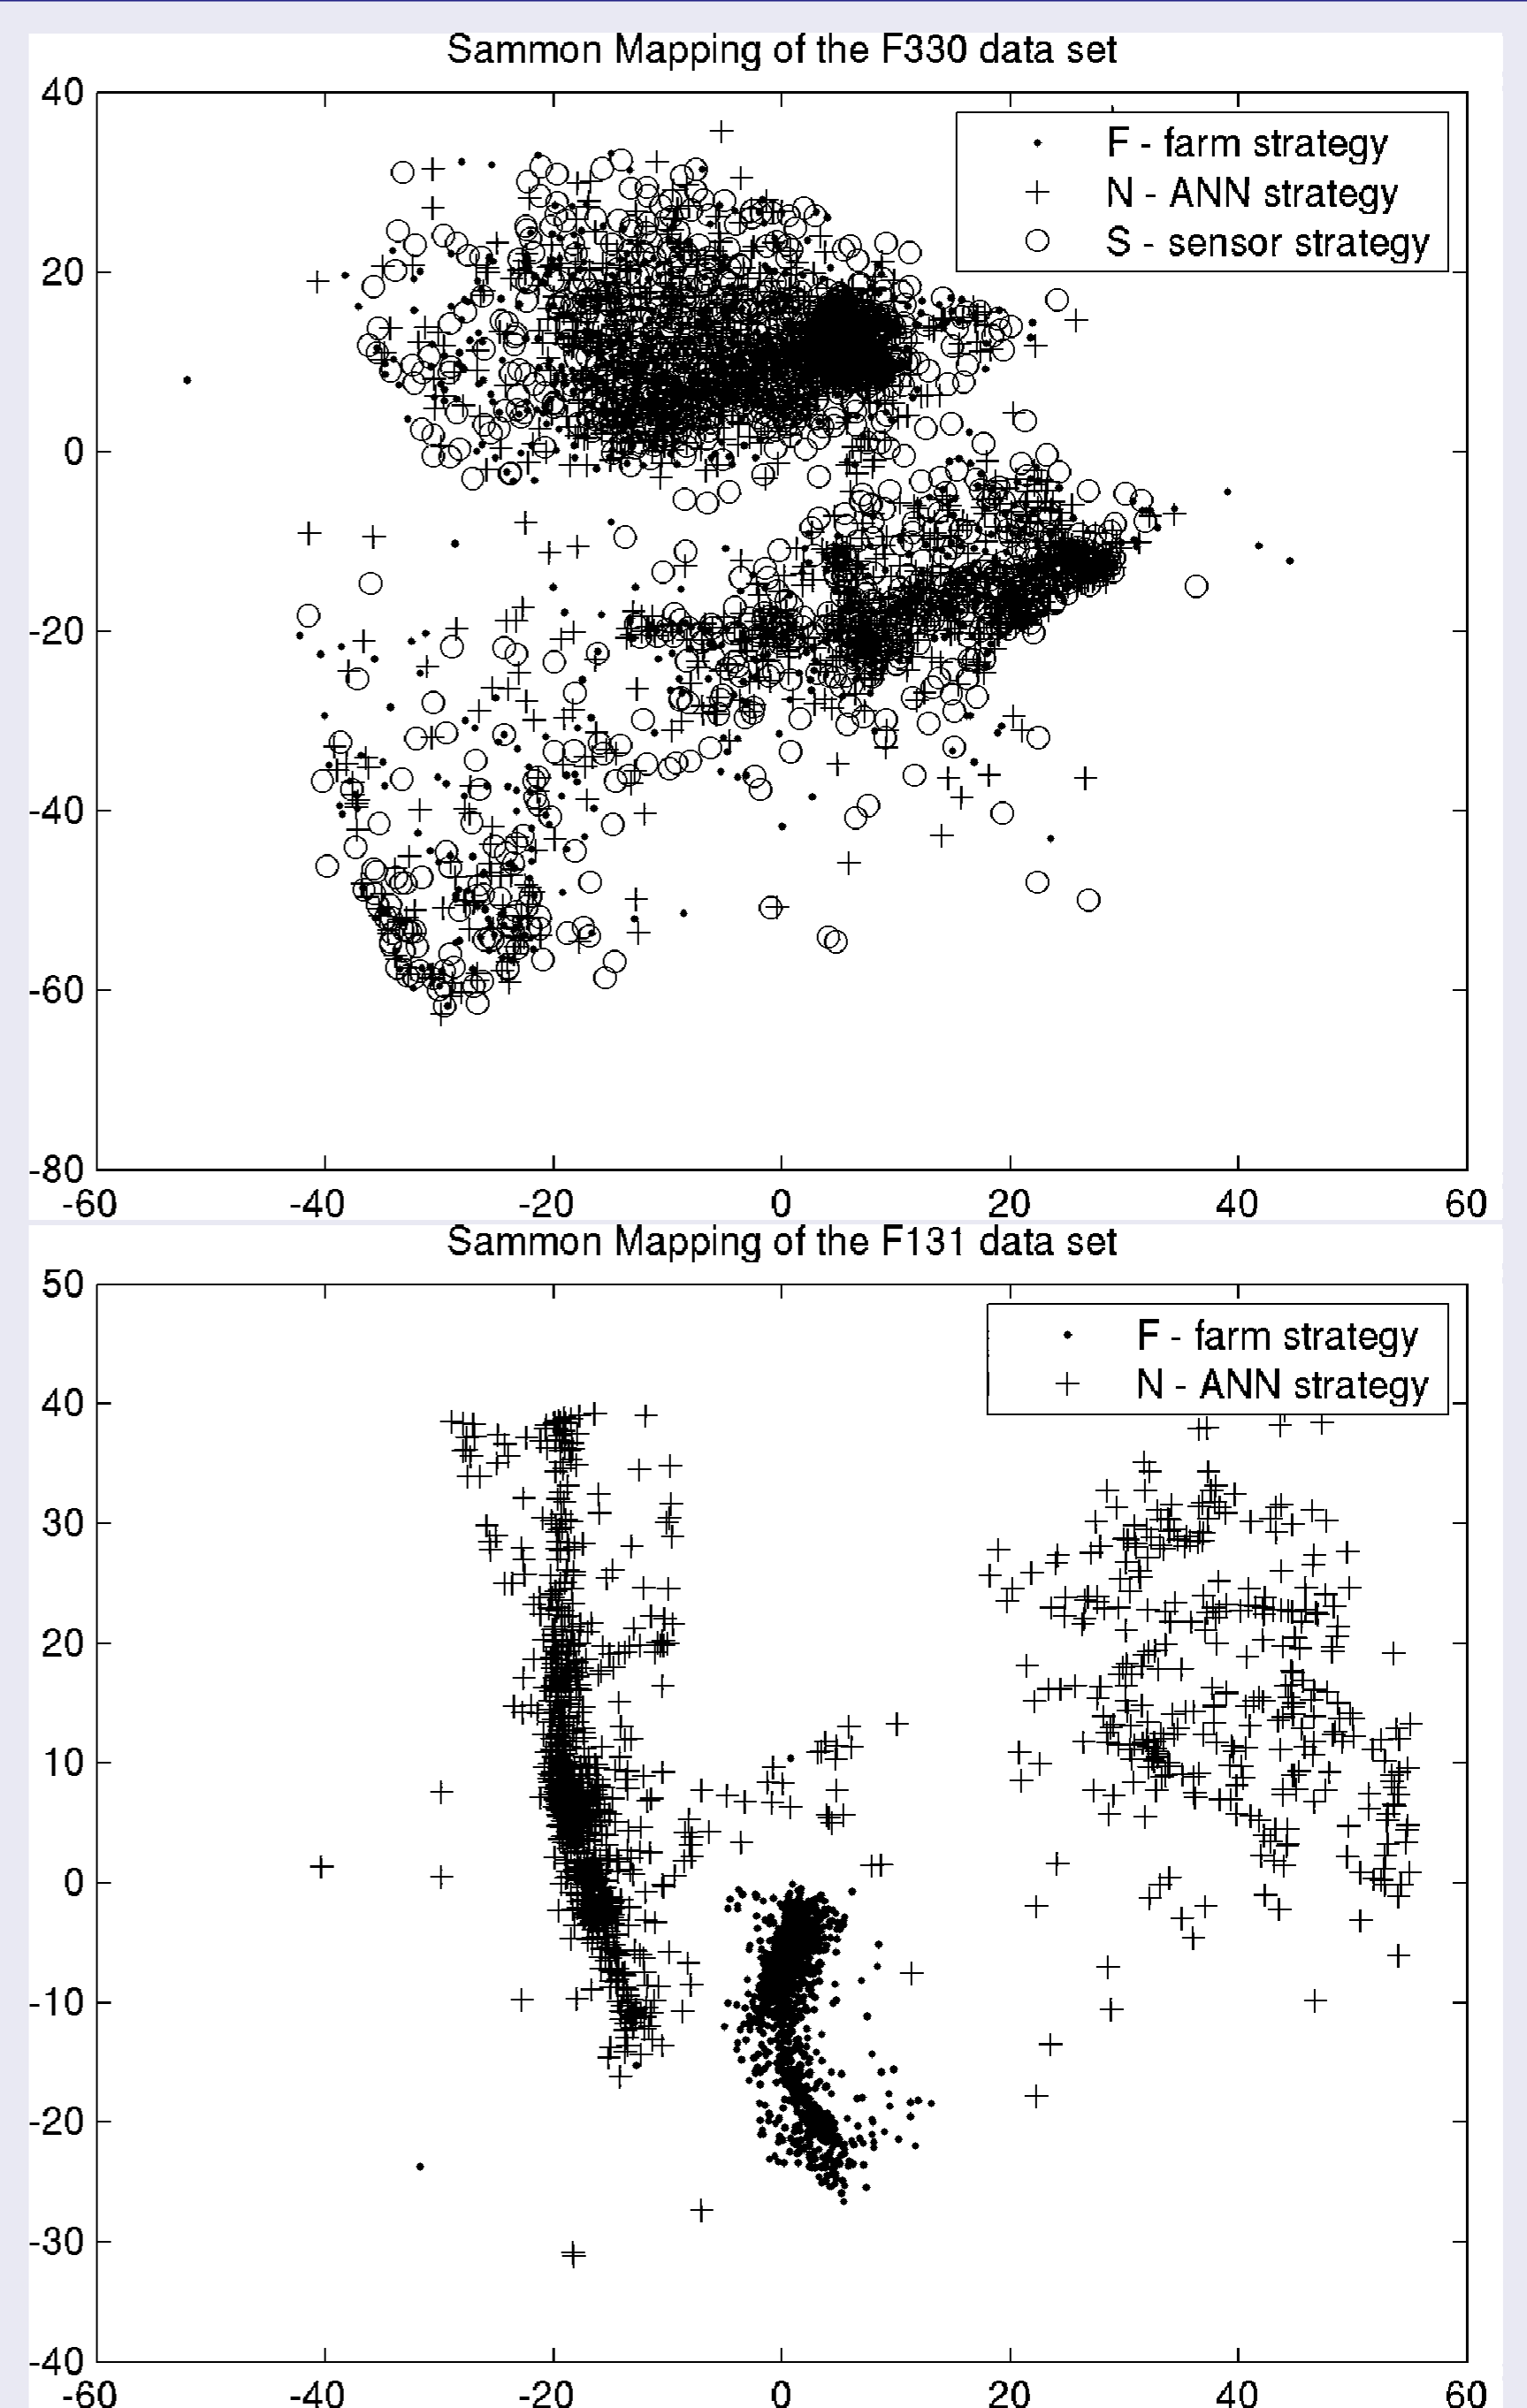 Sammon Mapping of the F330 data set
40
20
0
-20
-40
-60
-80
F - farm strategy
N - ANN strategy
S - sensor strategy
-60 -40 -20 0 20 40 60
Sammon Mapping of the F131 data set
50
40
30
20
10
0
-10
-20
-30
-40
F - farm strategy
N - ANN strategy
-60 -40 -20 0 20 40 60